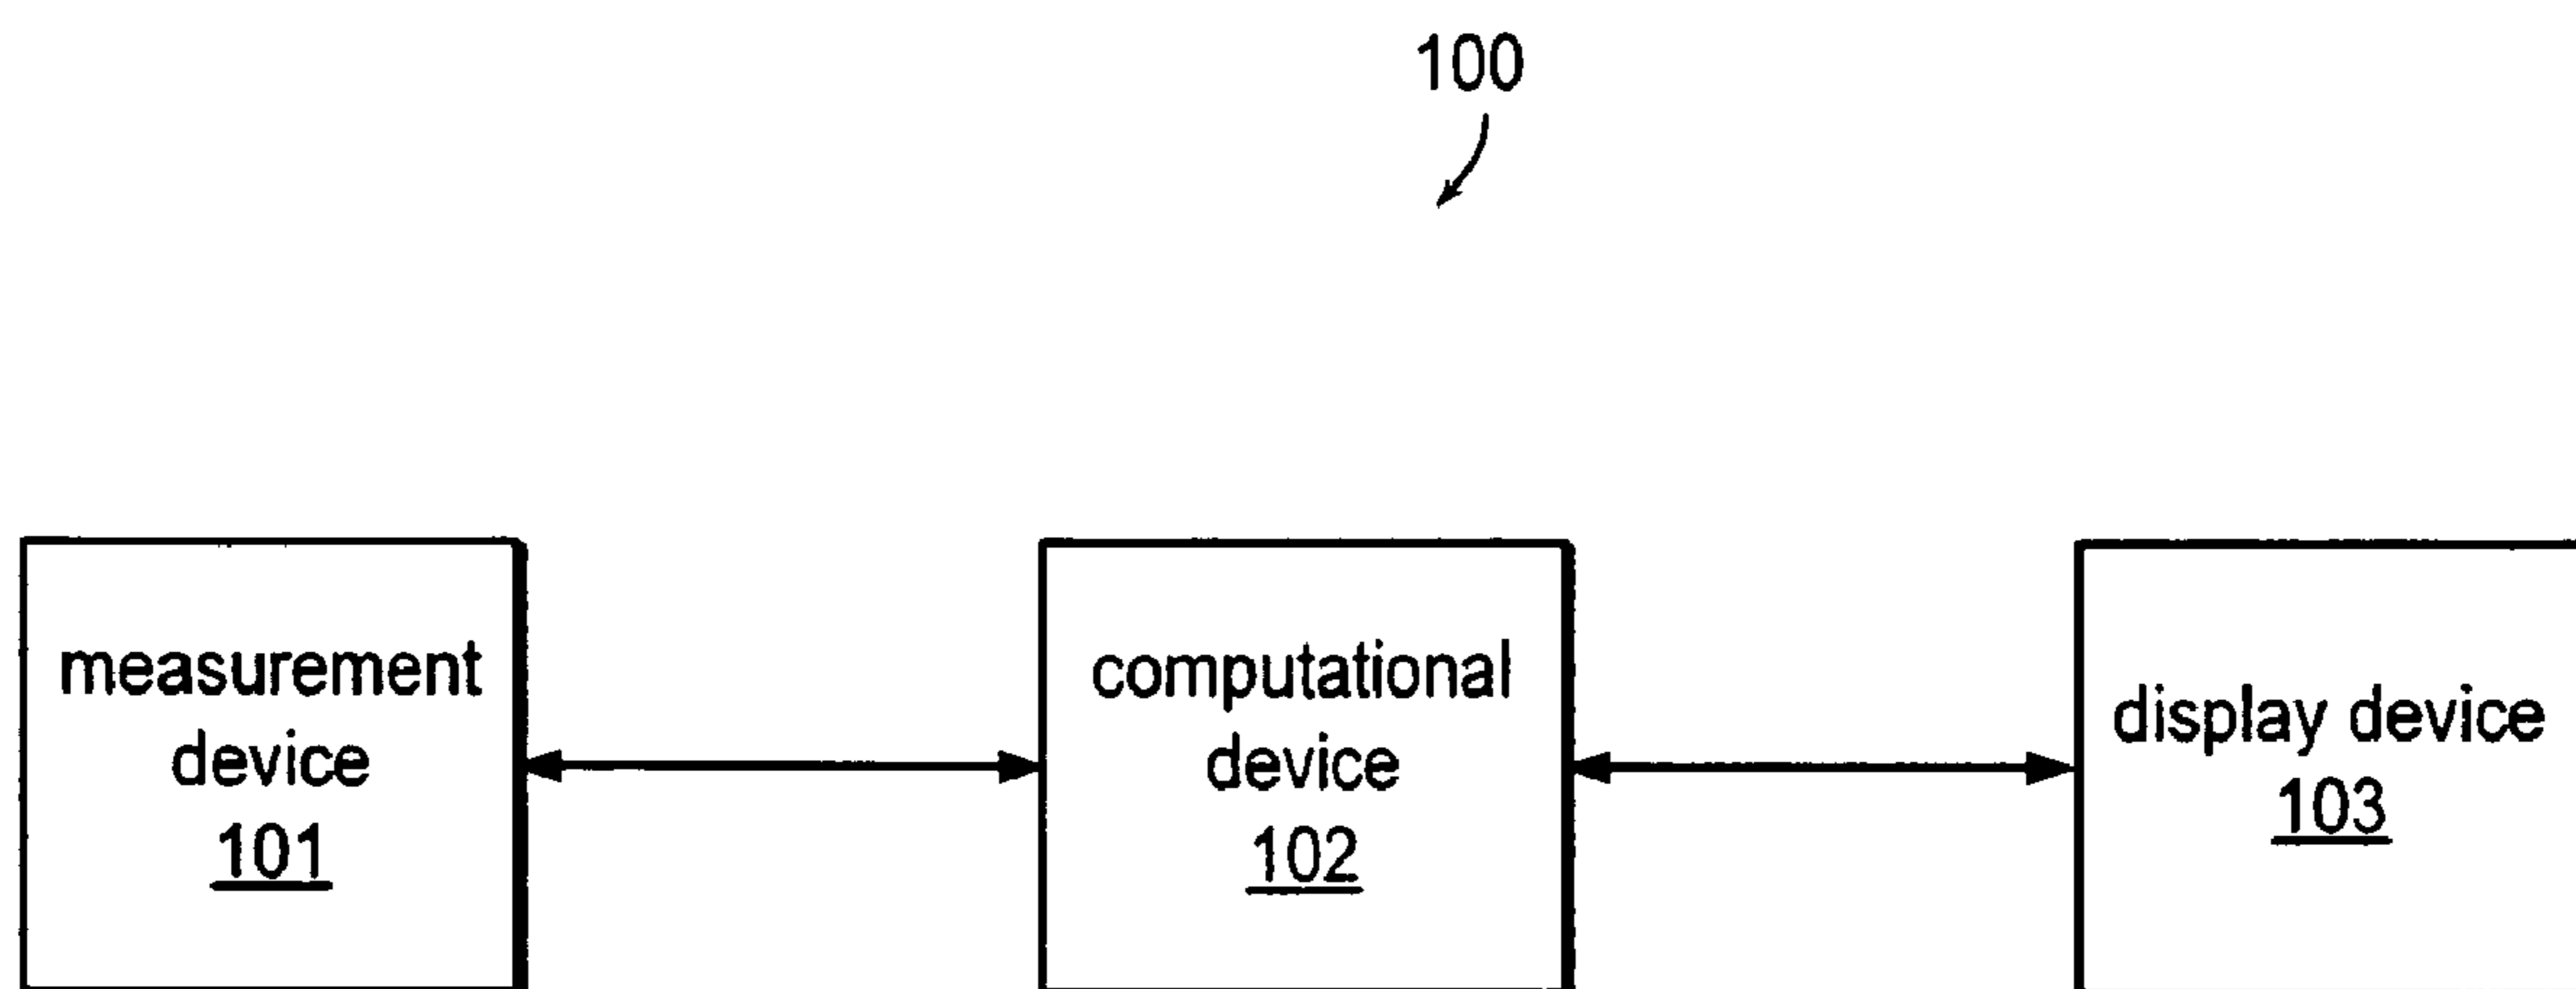 100
measurement
device
101
computational
device
102
display device
103